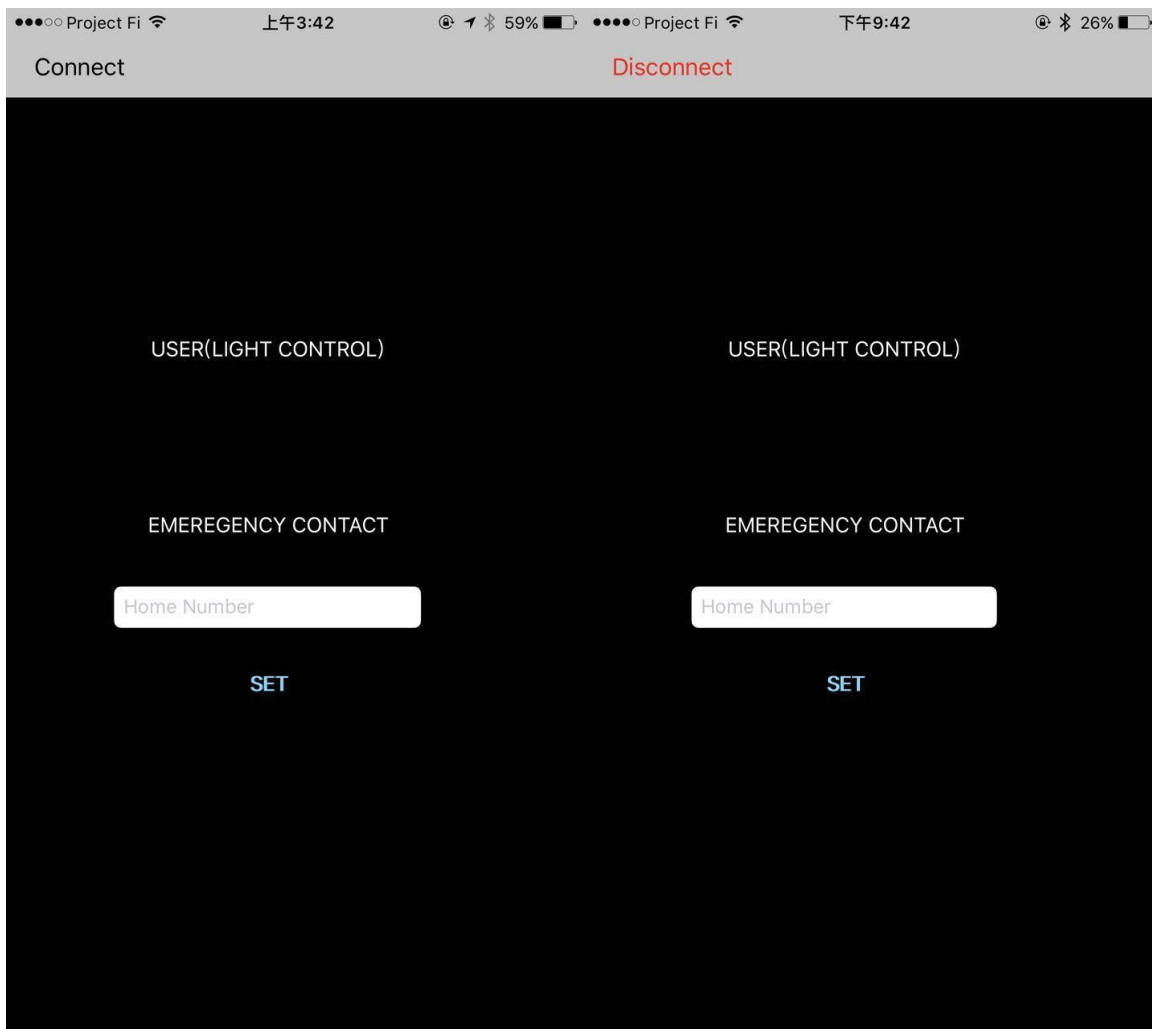 Project Fi 上午3:42 59%
Connect
USER(LIGHT CONTROL)
EMEREGENCY CONTACT
Home Number
SET
Project Fi 下午9:42 26%
Disconnect
USER(LIGHT CONTROL)
EMEREGENCY CONTACT
Home Number
SET